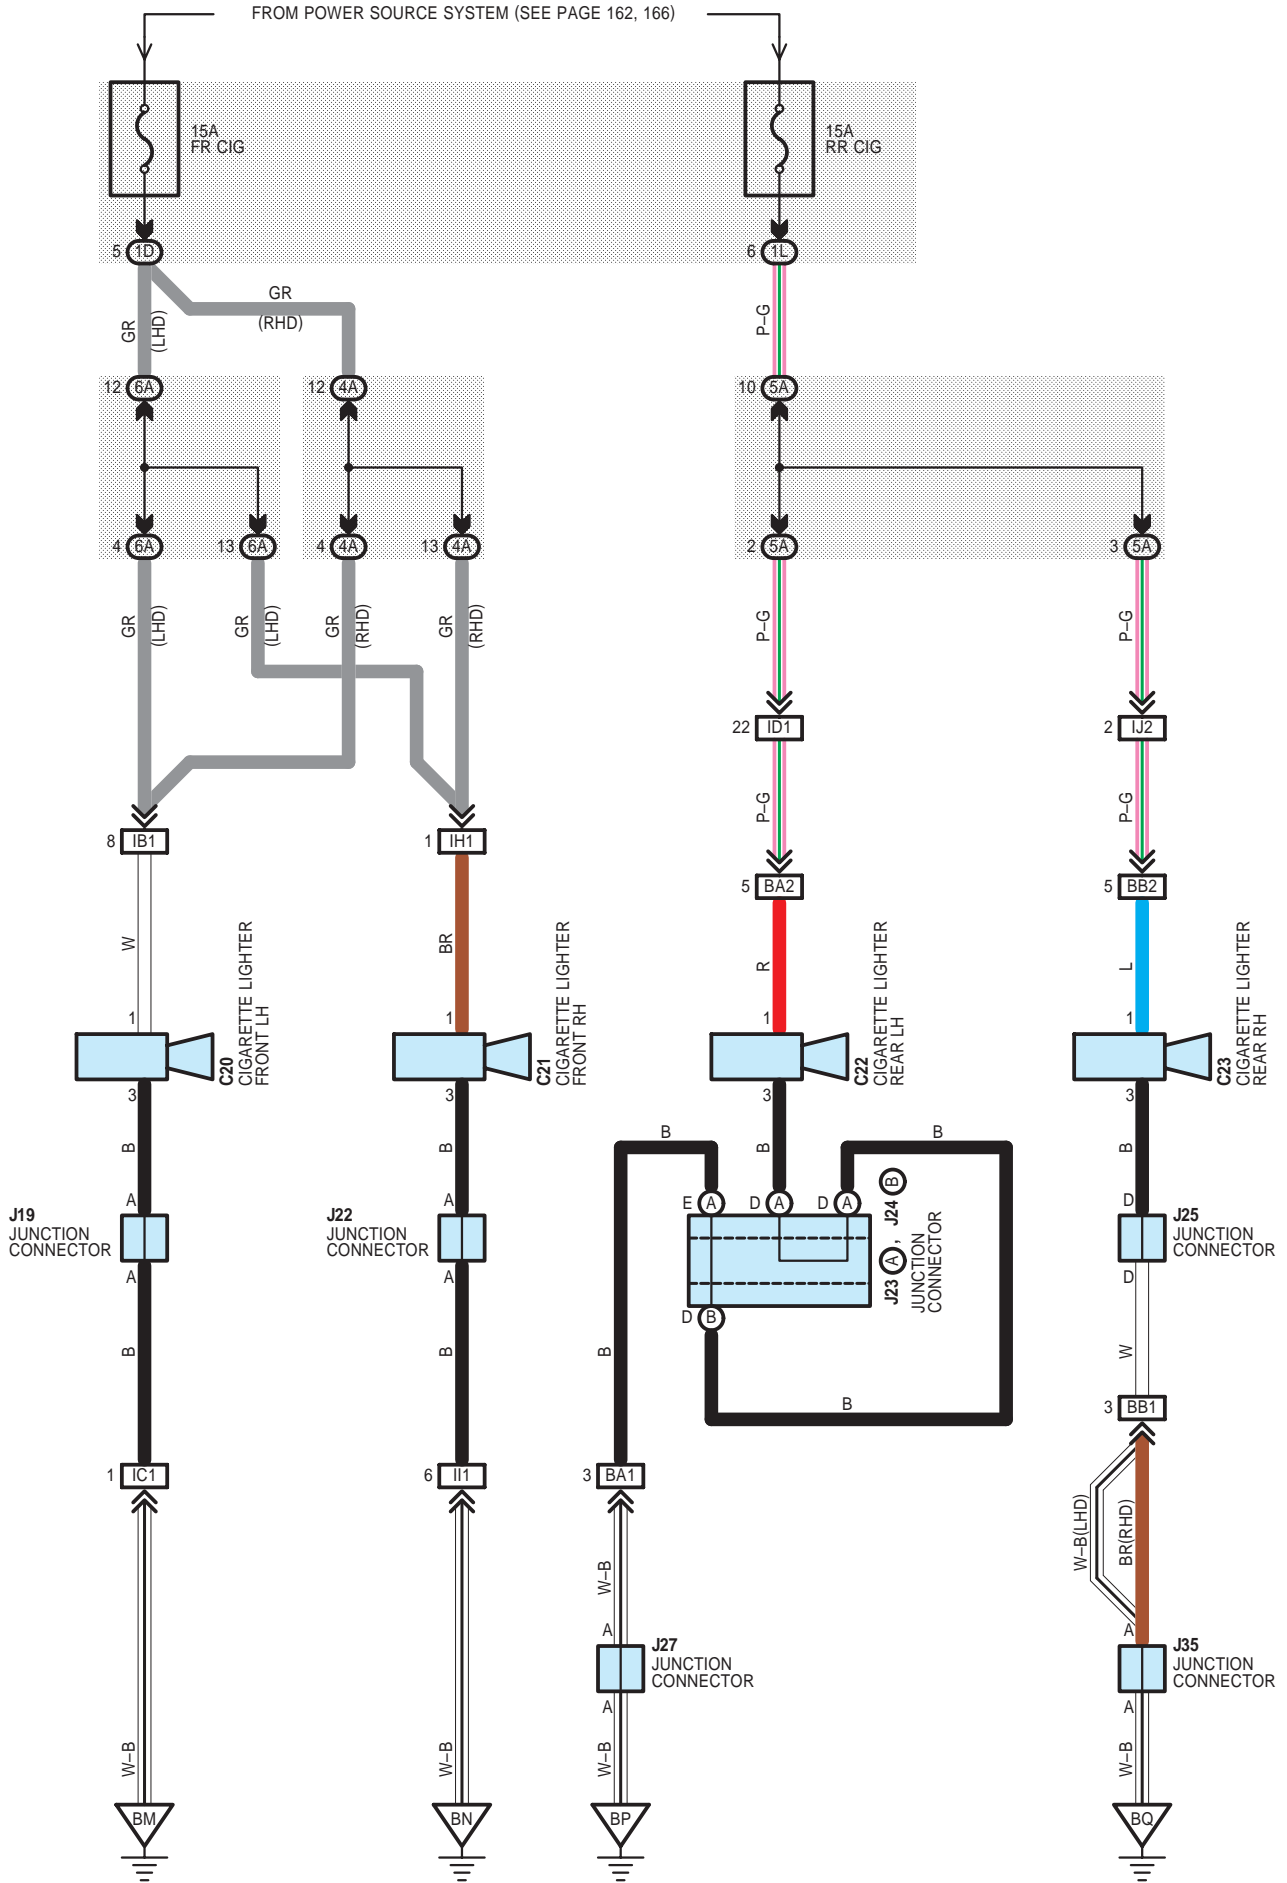 FROM POWER SOURCE SYSTEM (SEE PAGE 162, 166)
15A
FR CIG
15A
RR CIG
5 1D
6 1L
GR
(RHD)
GR
(LHD)
P–G
12 6A
12 4A
10 5A
4 6A
13 6A
4 4A
13 4A
2 5A
3 5A
GR
(LHD)
GR
(LHD)
GR
(RHD)
GR
(RHD)
P–G
P–G
22 ID1
2 IJ2
P–G
P–G
8 IB1
1 IH1
5 BA2
5 BB2
W
BR
R
L
1
1
1
1
C20
CIGARETTE LIGHTER
FRONT LH
C21
CIGARETTE LIGHTER
FRONT RH
C22
CIGARETTE LIGHTER
REAR LH
C23
CIGARETTE LIGHTER
REAR RH
3
3
3
3
B
B
B
B
B
B
A
A
E A
D A
D A
D
J19
JUNCTION
CONNECTOR
J22
JUNCTION
CONNECTOR
J23 A , J24 B
JUNCTION
CONNECTOR
J25
JUNCTION
CONNECTOR
A
A
D B
D
B
B
B
B
W
3 BB1
1 IC1
6 II1
3 BA1
W–B(LHD)
BR(RHD)
W–B
A
A
J27
JUNCTION
CONNECTOR
J35
JUNCTION
CONNECTOR
A
A
W–B
W–B
W–B
W–B
BM
BN
BP
BQ